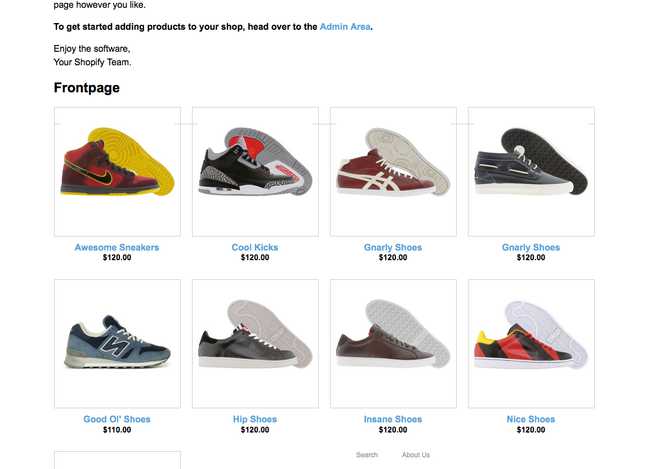 page however you like.
To get started adding products to your shop, head over to the Admin Area.
Enjoy the software,
Your Shopify Team.
Frontpage
Awesome Sneakers
$120.00
Cool Kicks
$120.00
Gnarly Shoes
$120.00
Gnarly Shoes
$120.00
Good Ol' Shoes
$110.00
Hip Shoes
$120.00
Insane Shoes
$120.00
Nice Shoes
$120.00
Search About Us